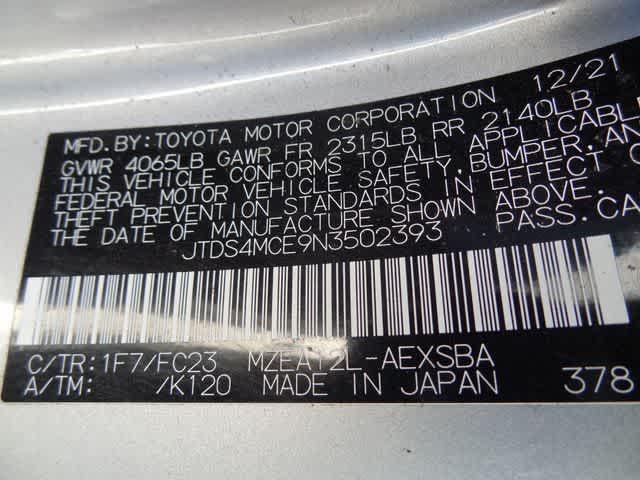 MFD.BY:TOYOTA MOTOR CORPORATION 12/21
GVWR 4065LB GAWR FR 2315LB RR 2140LB
THIS VEHICLE CONFORMS TO ALL APPLICABLE
FEDERAL MOTOR VEHICLE SAFETY, BUMPER, AN
THEFT PREVENTION STANDARDS IN EFFECT O
THE DATE OF MANUFACTURE SHOWN ABOVE.
JTDS4MCE9N3502393 PASS.CA
C/TR:1F7/FC23 MZEA12L-AEXSBA
A/TM: /K120 MADE IN JAPAN 378